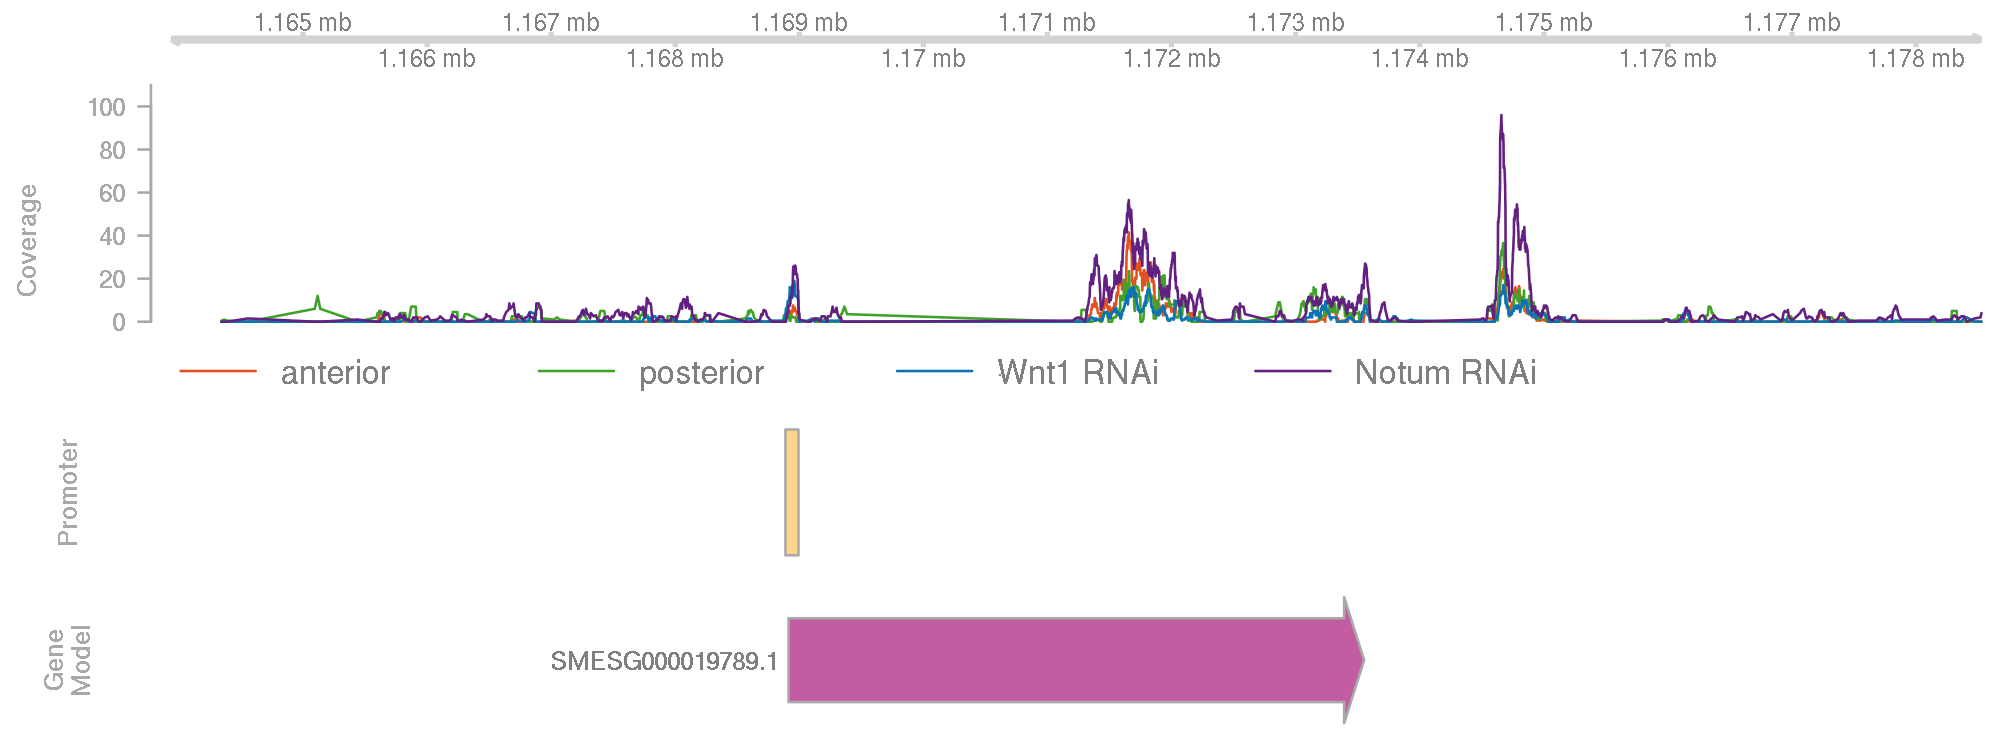 1.165 mb 1.167 mb 1.169 mb 1.171 mb 1.173 mb 1.175 mb 1.177 mb
1.166 mb 1.168 mb 1.17 mb 1.172 mb 1.174 mb 1.176 mb 1.178 mb
Coverage
100
80
60
40
20
0
anterior posterior Wnt1 RNAi Notum RNAi
Promoter
Gene
Model
SMESG000019789.1